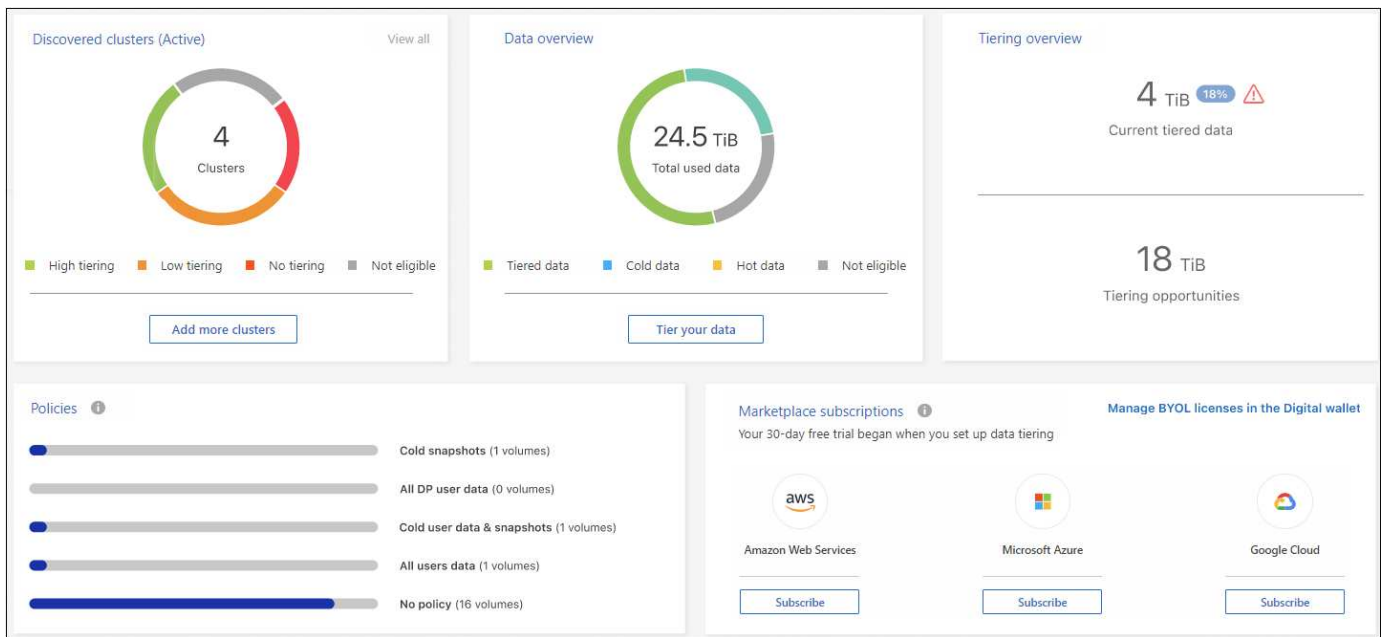 Discovered clusters (Active)
View all
4
Clusters
High tiering
Low tiering
No tiering
Not eligible
Add more clusters
Data overview
24.5 TiB
Total used data
Tiered data
Cold data
Hot data
Not eligible
Tier your data
Tiering overview
4 TiB 18%
Current tiered data
18 TiB
Tiering opportunities
Policies
Cold snapshots (1 volumes)
All DP user data (0 volumes)
Cold user data & snapshots (1 volumes)
All users data (1 volumes)
No policy (16 volumes)
Marketplace subscriptions
Manage BYOL licenses in the Digital wallet
Your 30-day free trial began when you set up data tiering
aws
Amazon Web Services
Subscribe
Microsoft Azure
Subscribe
Google Cloud
Subscribe